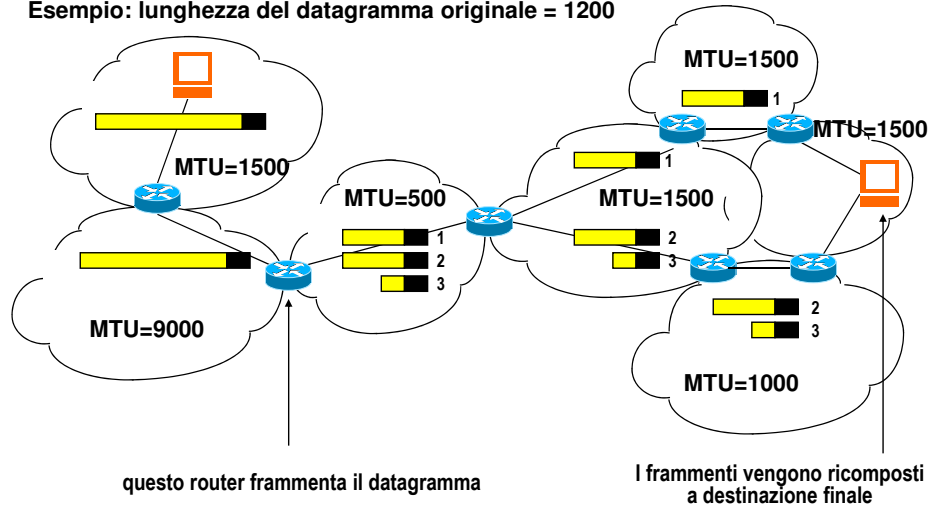 Esempio: lunghezza del datagramma originale = 1200
MTU=1500
1
MTU=1500
MTU=1500
1
MTU=500
MTU=1500
1
2
2
3
3
MTU=9000
2
3
MTU=1000
questo router frammenta il datagramma
I frammenti vengono ricomposti
a destinazione finale